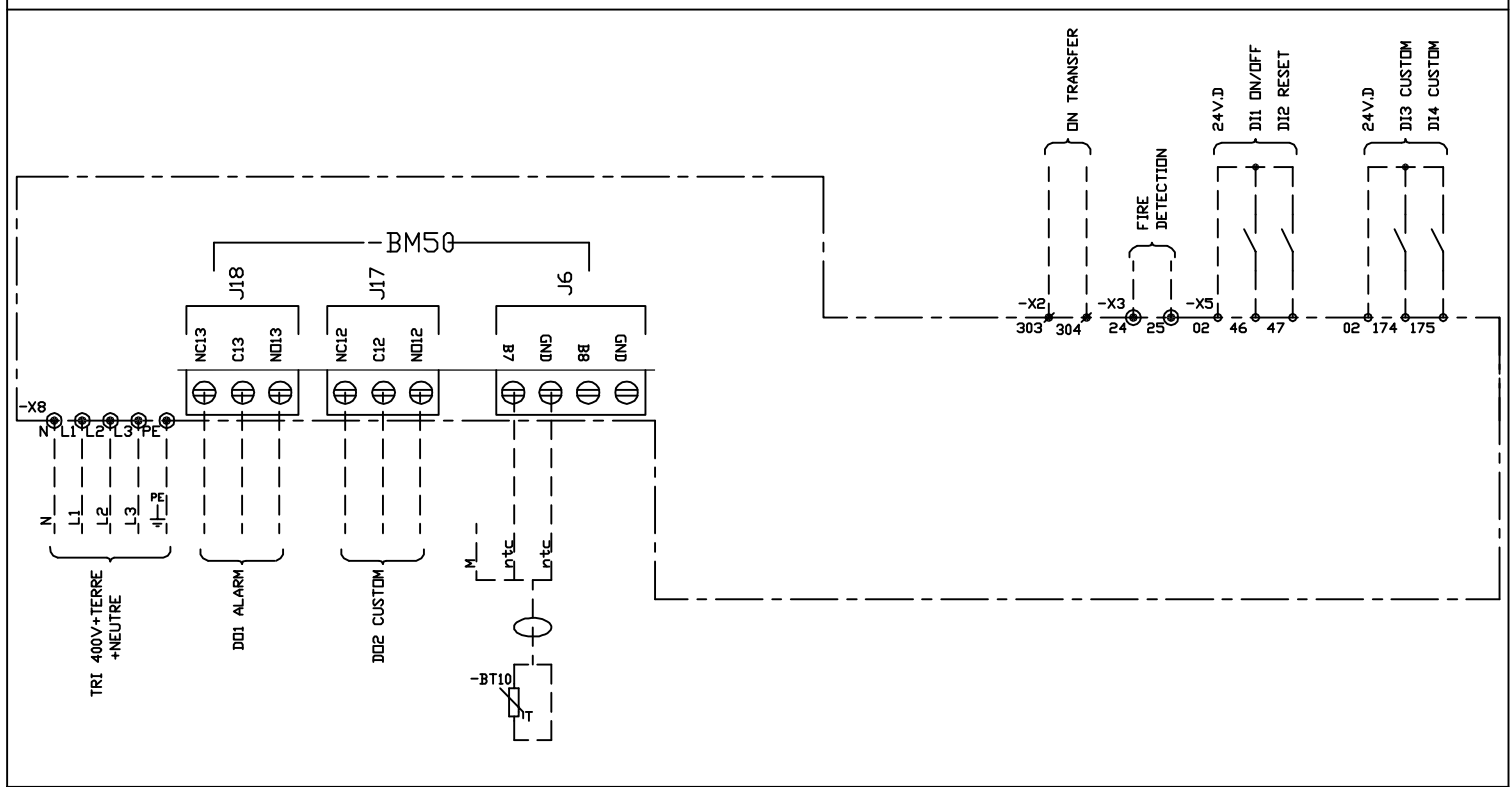 ON TRANSFER
FIRE
DETECTION
24V.D
DI1 ON/OFF
DI2 RESET
24V.D
DI3 CUSTOM
DI4 CUSTOM
-BM50
J18
J17
J6
-X2
-X3
-X5
303
304
24
25
02
46
47
02
174
175
NC13
C13
NO13
NC12
C12
NO12
B7
GND
B8
GND
-X8
N
L1
L2
L3
PE
N
L1
L2
L3
PE
M
ntc
ntc
TRI 400V+TERRE
+NEUTRE
DO1 ALARM
DO2 CUSTOM
-BT10
T